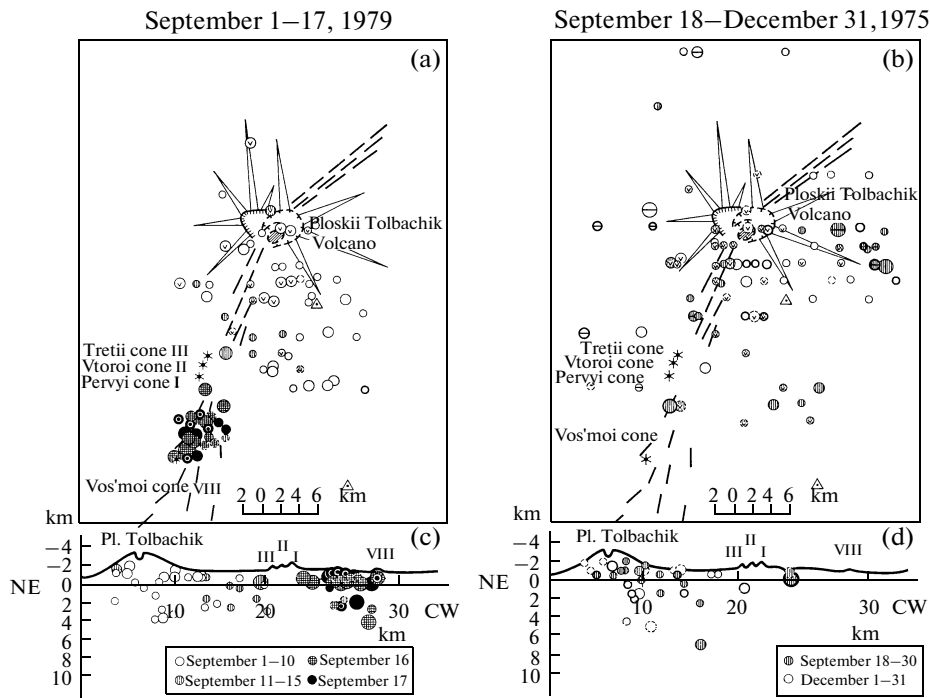 September 1–17, 1979
(a)
Ploskii Tolbachik
Volcano
Tretii cone III
Vtoroi cone II
Pervyi cone I
Vos'moi cone VIII
2 0 2 4 6 km
km
(c)
Pl. Tolbachik
II
III I
VIII
–4
–2
NE 0
2
4
6
8
10
10 20 30 CW
km
September 1–10
September 16
September 11–15
September 17
September 18–December 31,1975
(b)
Ploskii Tolbachik
Volcano
Tretii cone
Vtoroi cone
Pervyi cone
Vos'moi cone
2 0 2 4 6 km
km
(d)
Pl. Tolbachik
II
III I
VIII
–4
–2
NE 0
2
4
6
8
10
10 20 30 CW
km
September 18–30
December 1–31